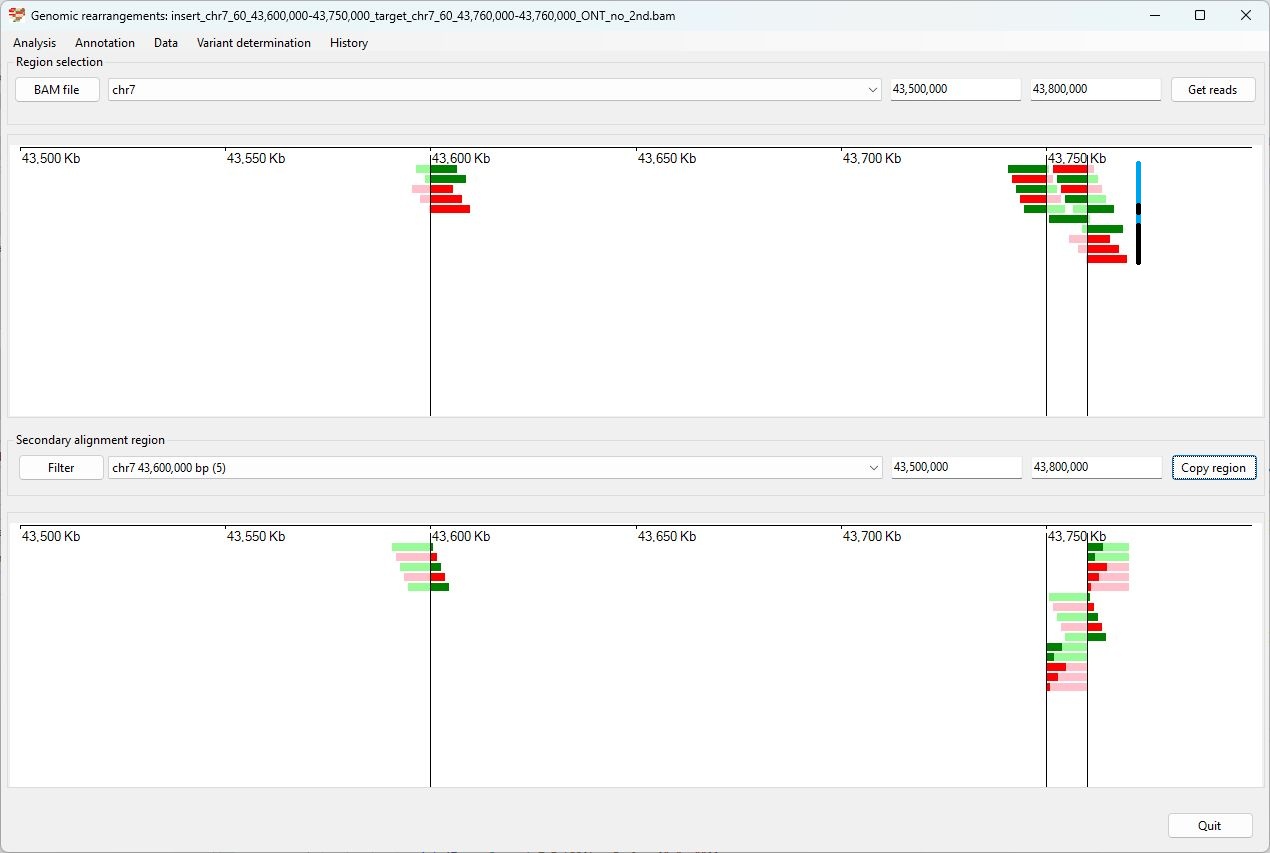 Genomic rearrangements: insert_chr7_60_43,600,000-43,750,000_target_chr7_60_43,760,000-43,760,000_ONT_no_2nd.bam
Analysis Annotation Data Variant determination History
Region selection
BAM file chr7 43,500,000 43,800,000 Get reads
43,500 Kb 43,550 Kb 43,600 Kb 43,650 Kb 43,700 Kb 43,750 Kb
Secondary alignment region
Filter chr7 43,600,000 bp (5) 43,500,000 43,800,000 Copy region
43,500 Kb 43,550 Kb 43,600 Kb 43,650 Kb 43,700 Kb 43,750 Kb
Quit